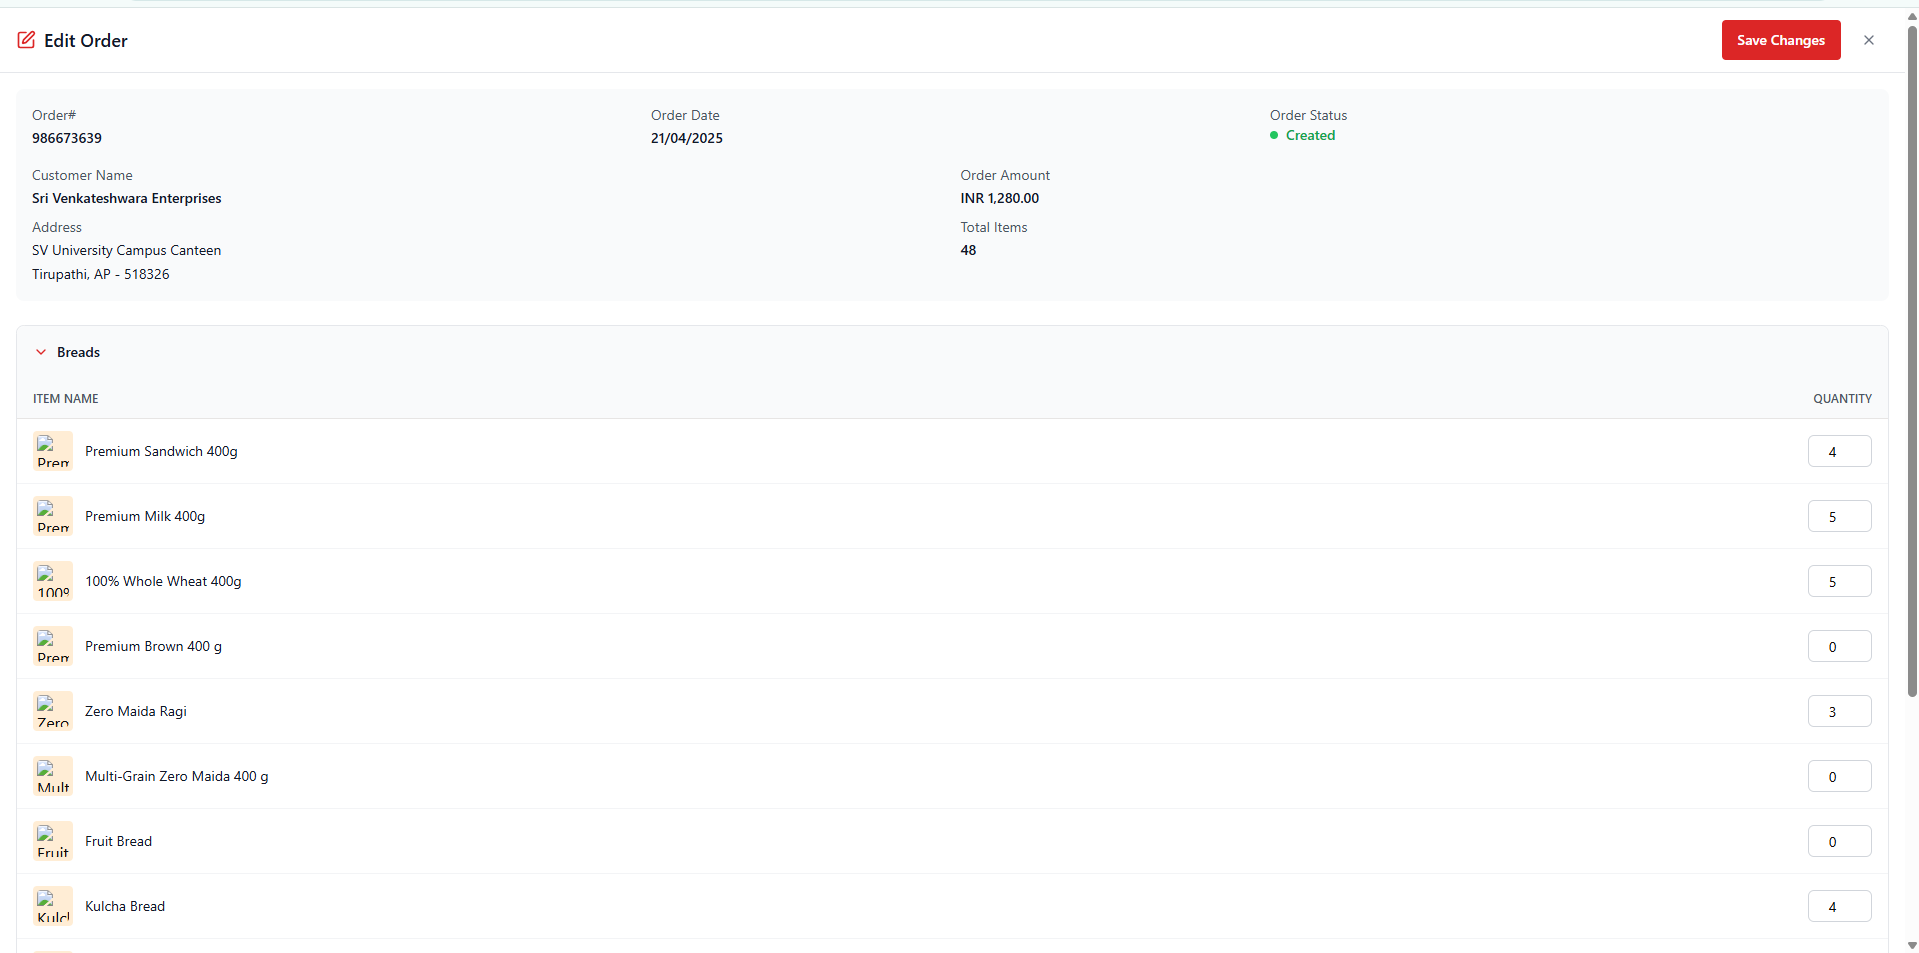 Edit Order
Save Changes
Order#
Order Date
Order Status
986673639
21/04/2025
Created
Customer Name
Order Amount
Sri Venkateshwara Enterprises
INR 1,280.00
Address
Total Items
SV University Campus Canteen
48
Tirupathi, AP - 518326
Breads
ITEM NAME
QUANTITY
Prem
Premium Sandwich 400g
4
Prem
Premium Milk 400g
5
100%
100% Whole Wheat 400g
5
Prem
Premium Brown 400 g
0
Zero
Zero Maida Ragi
3
Mult
Multi-Grain Zero Maida 400 g
0
Fruit
Fruit Bread
0
Kulch
Kulcha Bread
4